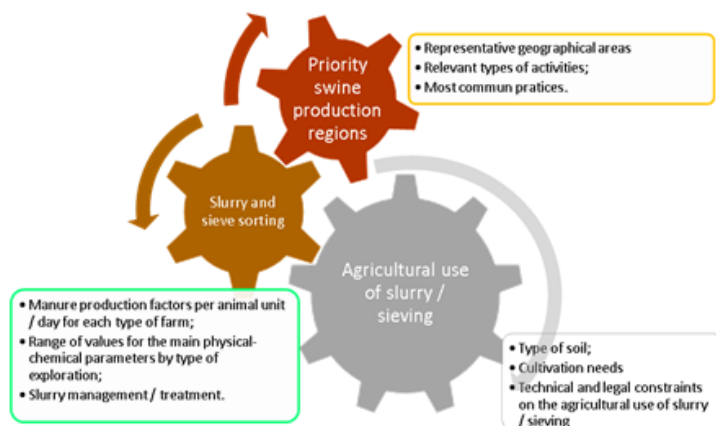 Priority
swine
production
regions
• Representative geographical areas
• Relevant types of activities;
• Most commun pratices.
Slurry and
sieve sorting
Agricultural use
of slurry /
sieving
• Manure production factors per animal unit
/ day for each type of farm;
• Range of values for the main physical-
chemical parameters by type of
exploration;
• Slurry management / treatment.
• Type of soil;
• Cultivation needs
• Technical and legal constraints
on the agricultural use of slurry
/ sieving